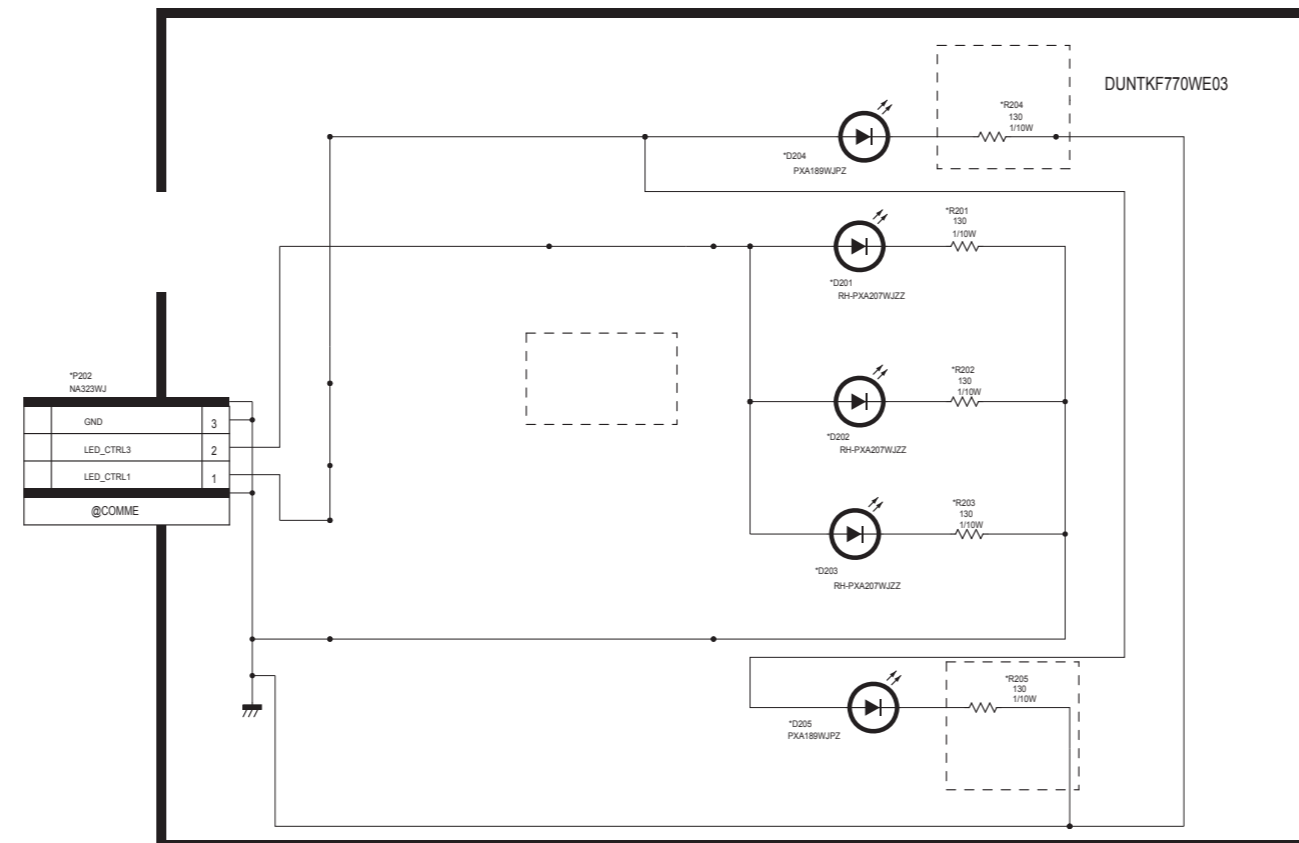 DUNTKF770WE03
*R204
130
1/10W
*D204
PXA189WJPZ
*R201
130
1/10W
*D201
RH-PXA207WJZZ
*P202
NA323WJ
GND 3
LED_CTRL3 2
LED_CTRL1 1
@COMME
*R202
130
1/10W
*D202
RH-PXA207WJZZ
*R203
130
1/10W
*D203
RH-PXA207WJZZ
*R205
130
1/10W
*D205
PXA189WJPZ